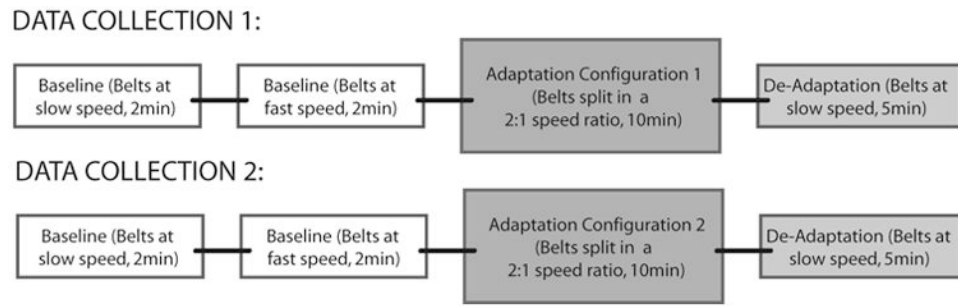 DATA COLLECTION 1:
Baseline (Belts at
slow speed, 2min)
Baseline (Belts at
fast speed, 2min)
Adaptation Configuration 1
(Belts split in a
2:1 speed ratio, 10min)
De-Adaptation (Belts at
slow speed, 5min)
DATA COLLECTION 2:
Baseline (Belts at
slow speed, 2min)
Baseline (Belts at
fast speed, 2min)
Adaptation Configuration 2
(Belts split in a
2:1 speed ratio, 10min)
De-Adaptation (Belts at
slow speed, 5min)